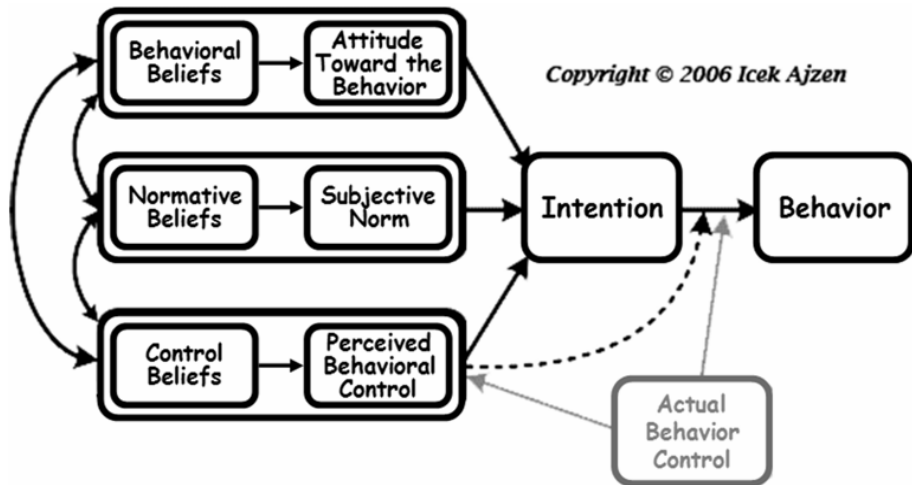 Behavioral
Beliefs
Attitude
Toward the
Behavior
Copyright © 2006 Icek Ajzen
Normative
Beliefs
Subjective
Norm
Intention
Behavior
Control
Beliefs
Perceived
Behavioral
Control
Actual
Behavior
Control